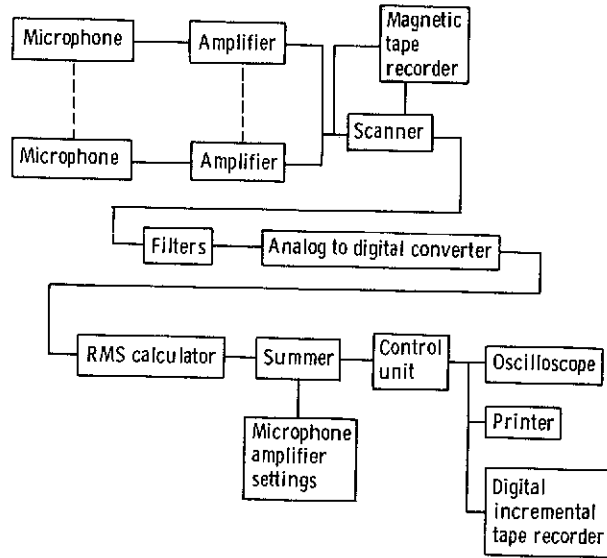 Microphone
Amplifier
Magnetic
tape
recorder
Microphone
Amplifier
Scanner
Filters
Analog to digital converter
RMS calculator
Summer
Control
unit
Oscilloscope
Microphone
amplifier
settings
Printer
Digital
incremental
tape recorder